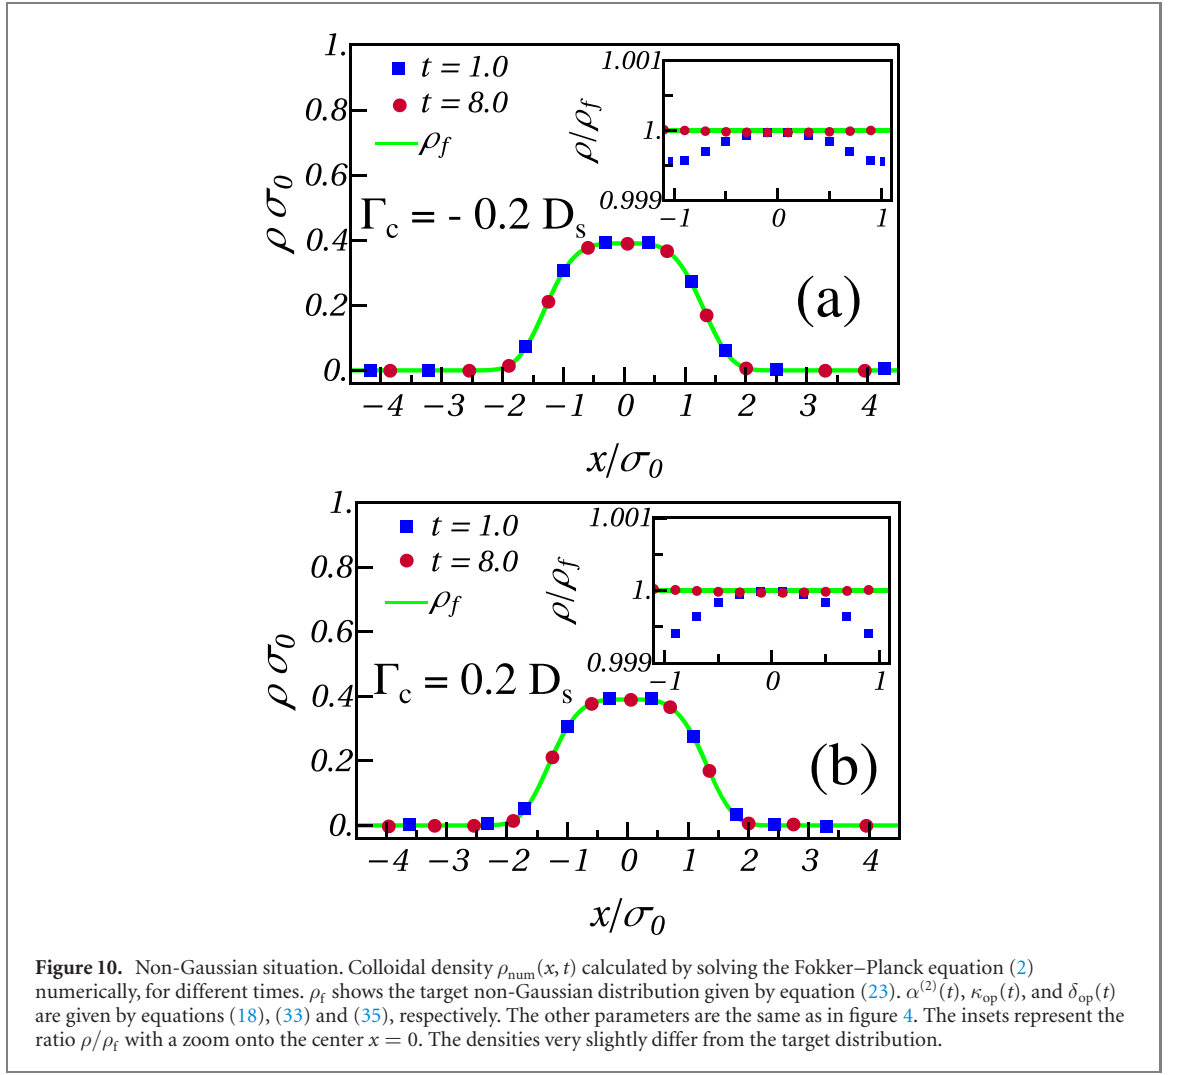 1.
0.8
0.6
0.4
0.2
0.
ρ σ0
t = 1.0
t = 8.0
ρf
Γc = - 0.2 Ds
(a)
1.001
1.
0.999
ρ/ρf
−1 0 1
−4 −3 −2 −1 0 1 2 3 4
x/σ0
1.
0.8
0.6
0.4
0.2
0.
ρ σ0
t = 1.0
t = 8.0
ρf
Γc = 0.2 Ds
(b)
1.001
1.
0.999
ρ/ρf
−1 0 1
−4 −3 −2 −1 0 1 2 3 4
x/σ0
Figure 10. Non-Gaussian situation. Colloidal density ρnum(x, t) calculated by solving the Fokker–Planck equation (2)
numerically, for different times. ρf shows the target non-Gaussian distribution given by equation (23). α(2)(t), κop(t), and δop(t)
are given by equations (18), (33) and (35), respectively. The other parameters are the same as in figure 4. The insets represent the
ratio ρ/ρf with a zoom onto the center x = 0. The densities very slightly differ from the target distribution.